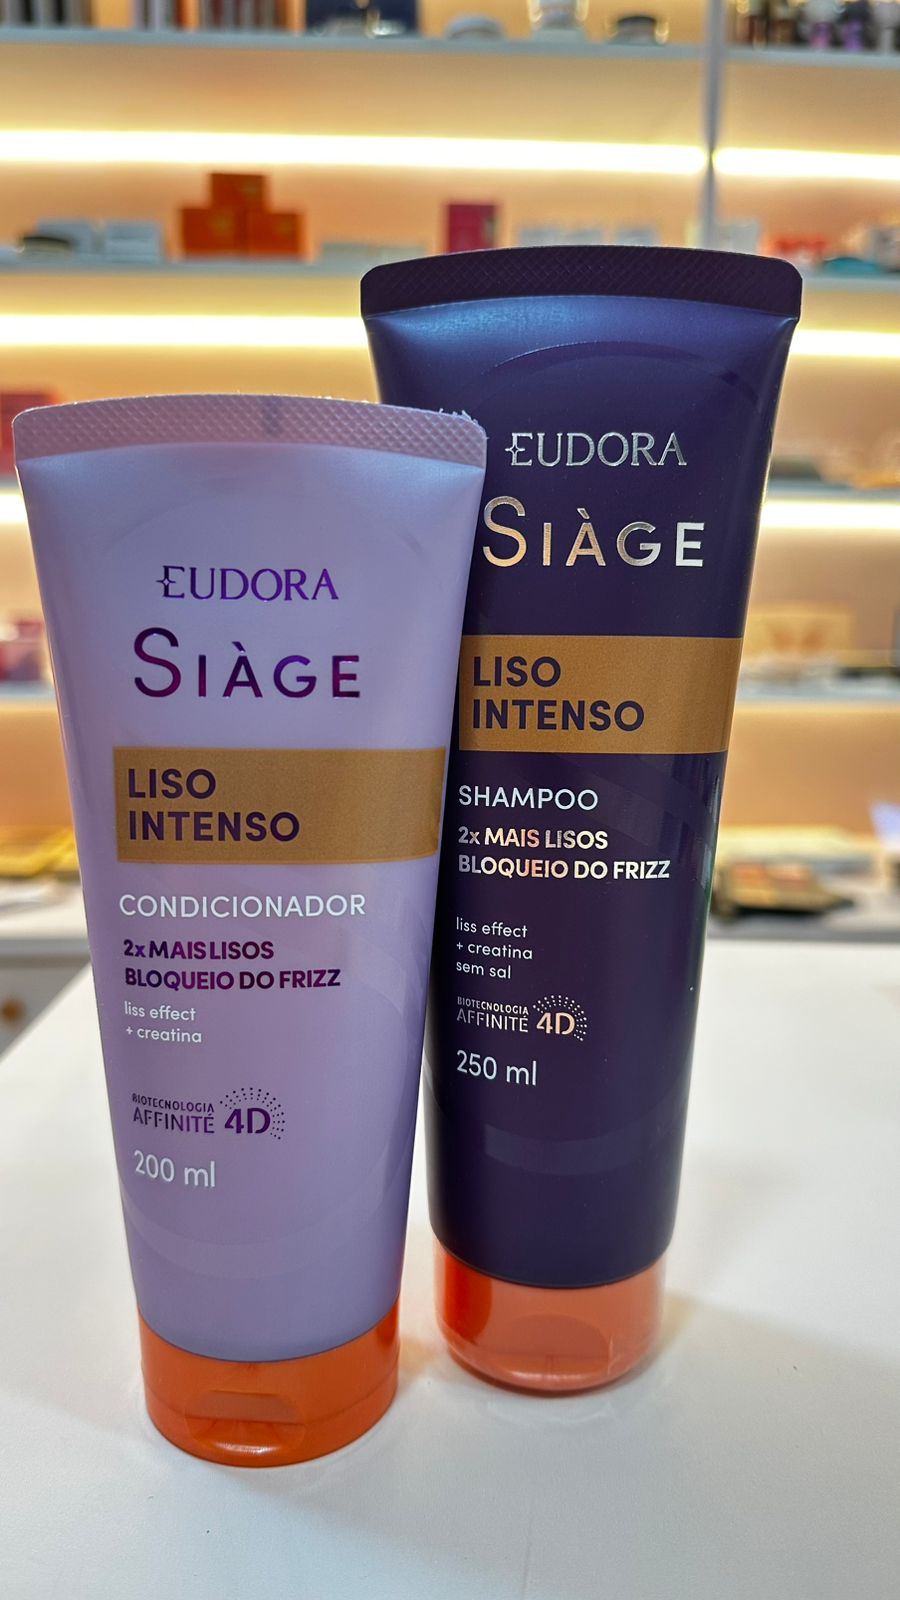 EUDORA
SIÀGE
LISO
INTENSO
CONDICIONADOR
2x MAIS LISOS
BLOQUEIO DO FRIZZ
liss effect
+ creatina
BIOTECNOLOGIA
AFFINITÉ 4D
200 ml
EUDORA
SIÀGE
LISO
INTENSO
SHAMPOO
2x MAIS LISOS
BLOQUEIO DO FRIZZ
liss effect
+ creatina
sem sal
BIOTECNOLOGIA
AFFINITÉ 4D
250 ml